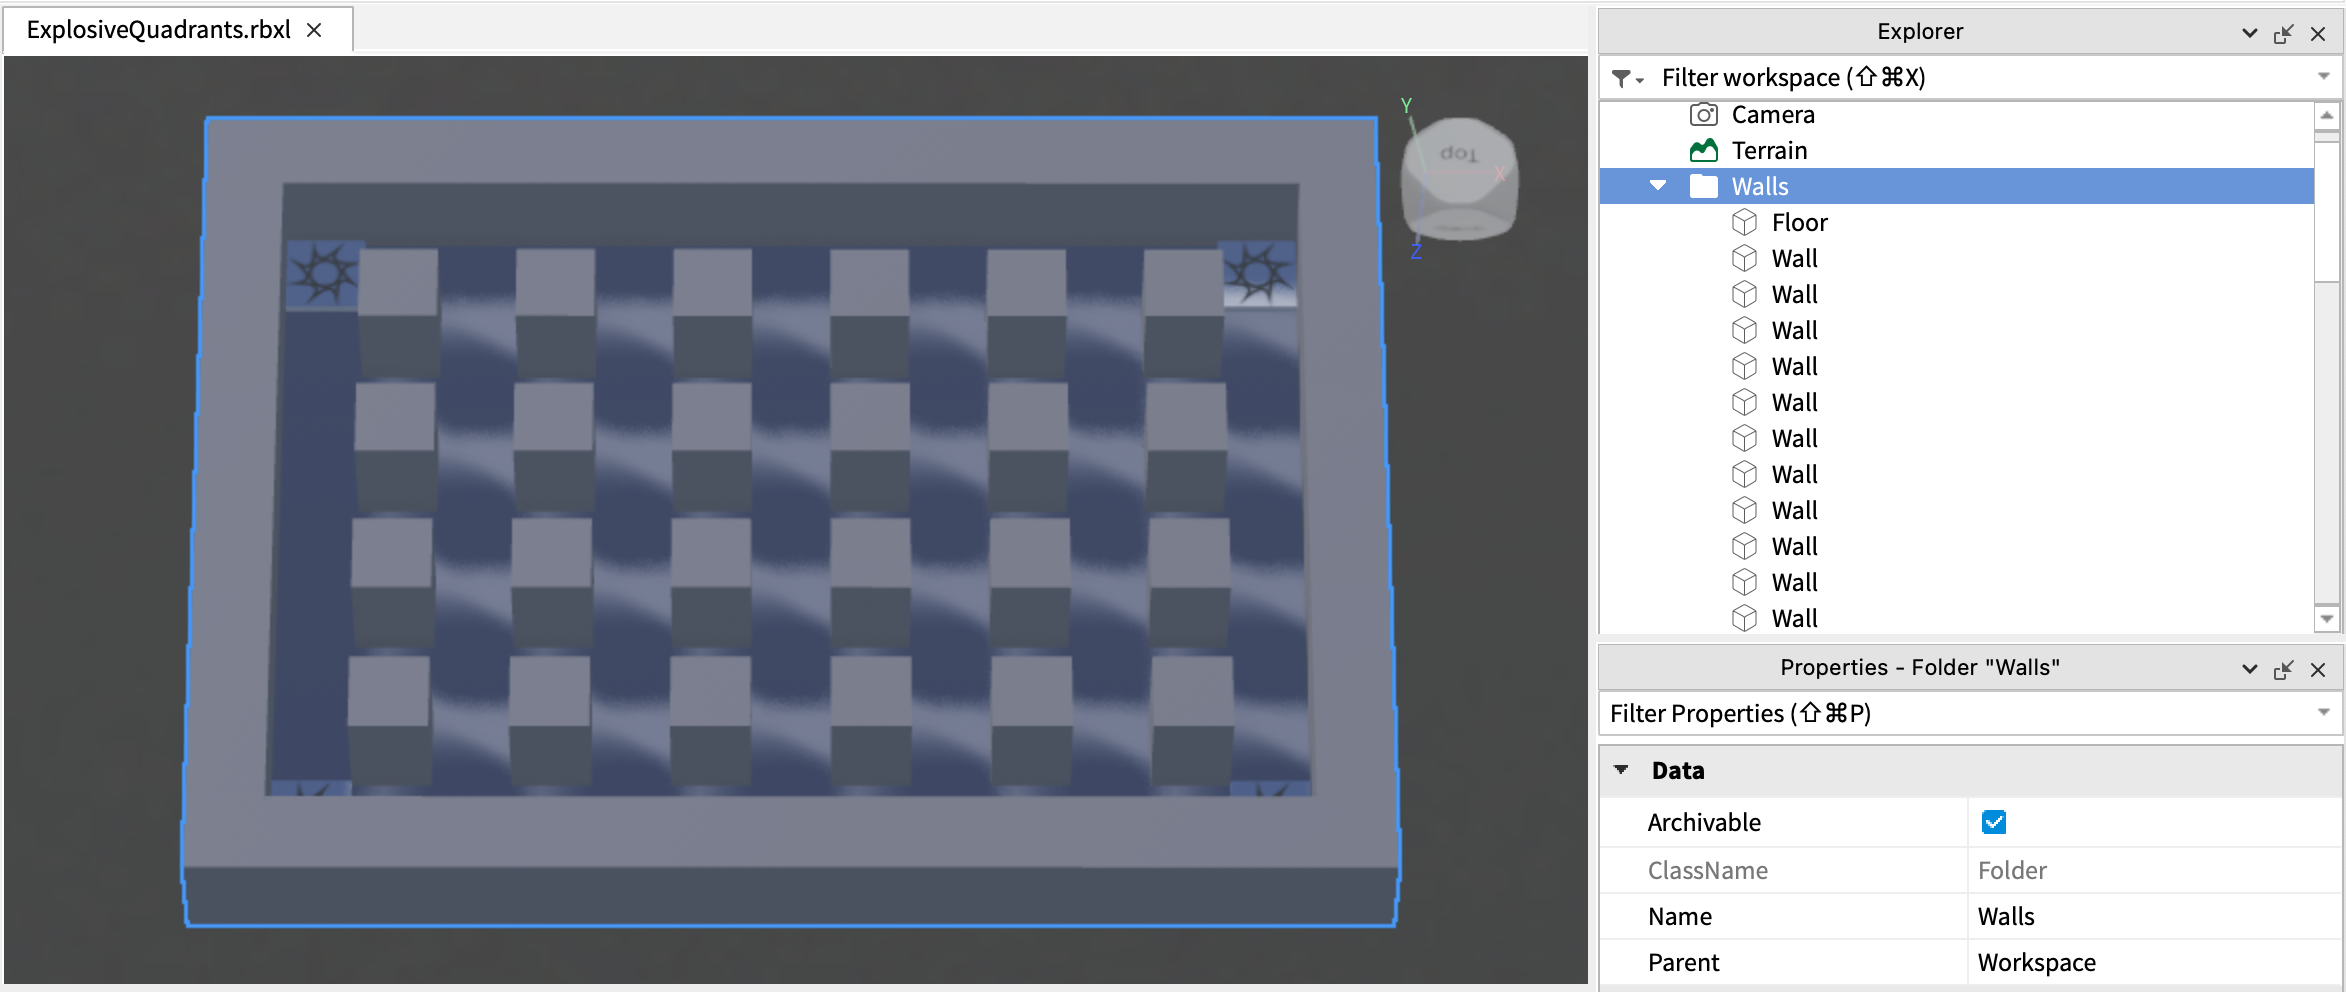 ExplosiveQuadrants.rbxl
Y
Top
X
Z
Explorer
Filter workspace (⇧⌘X)
Camera
Terrain
Walls
Floor
Wall
Wall
Wall
Wall
Wall
Wall
Wall
Wall
Wall
Wall
Wall
Properties - Folder "Walls"
Filter Properties (⇧⌘P)
Data
Archivable
ClassName Folder
Name Walls
Parent Workspace